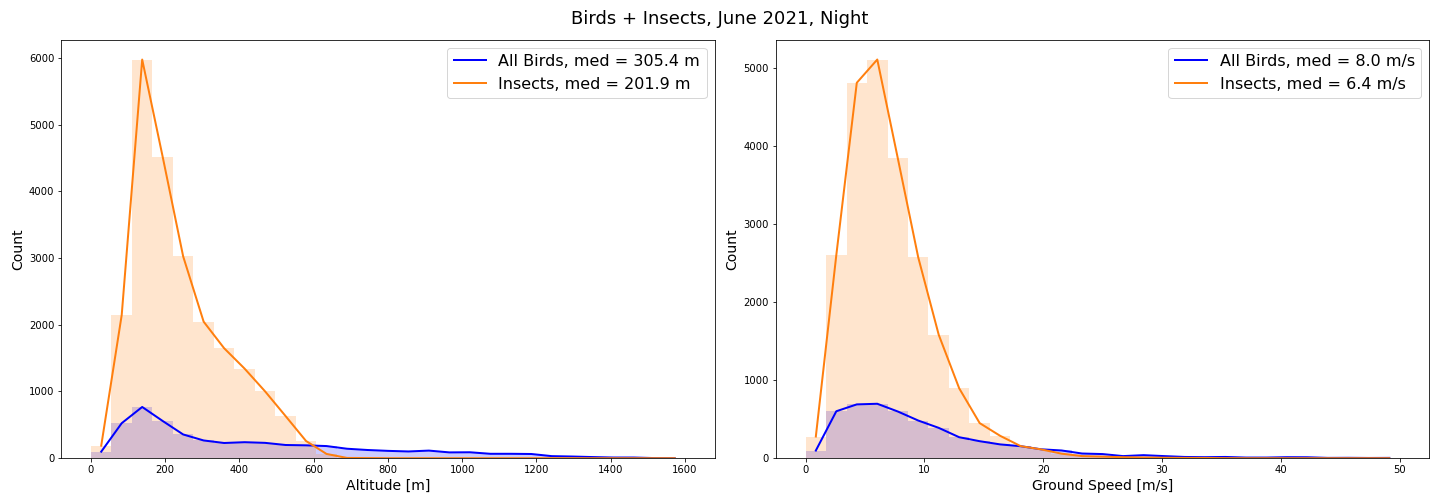 Birds + Insects, June 2021, Night
All Birds, med = 305.4 m
Insects, med = 201.9 m
Count
6000
5000
4000
3000
2000
1000
0
0 200 400 600 800 1000 1200 1400 1600
Altitude [m]
All Birds, med = 8.0 m/s
Insects, med = 6.4 m/s
Count
5000
4000
3000
2000
1000
0
0 10 20 30 40 50
Ground Speed [m/s]